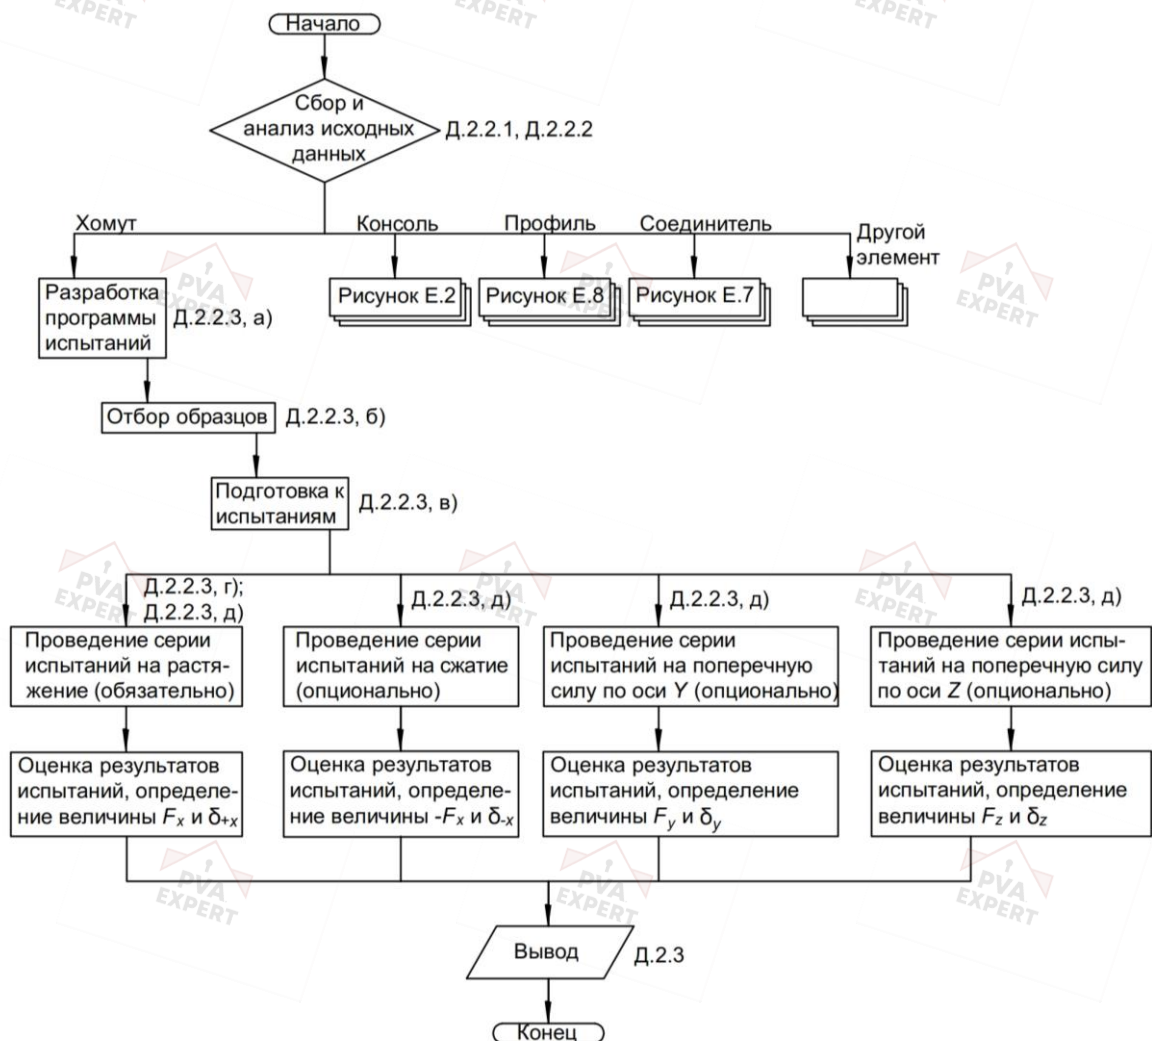 Начало
Сбор и
анализ исходных
данных
Д.2.2.1, Д.2.2.2
Хомут
Консоль
Профиль
Соединитель
Другой
элемент
Разработка
программы
испытаний
Д.2.2.3, а)
Рисунок Е.2
Рисунок Е.8
Рисунок Е.7
Отбор образцов
Д.2.2.3, б)
Подготовка к
испытаниям
Д.2.2.3, в)
Д.2.2.3, г);
Д.2.2.3, д)
Д.2.2.3, д)
Д.2.2.3, д)
Д.2.2.3, д)
Проведение серии
испытаний на растя-
жение (обязательно)
Проведение серии
испытаний на сжатие
(опционально)
Проведение серии
испытаний на поперечную
силу по оси Y (опционально)
Проведение серии испы-
таний на поперечную силу
по оси Z (опционально)
Оценка результатов
испытаний, определе-
ние величины Fx и δ+x
Оценка результатов
испытаний, определе-
ние величины -Fx и δ-x
Оценка результатов
испытаний, определение
величины Fy и δy
Оценка результатов
испытаний, определение
величины Fz и δz
Вывод
Д.2.3
Конец
PVA
EXPERT